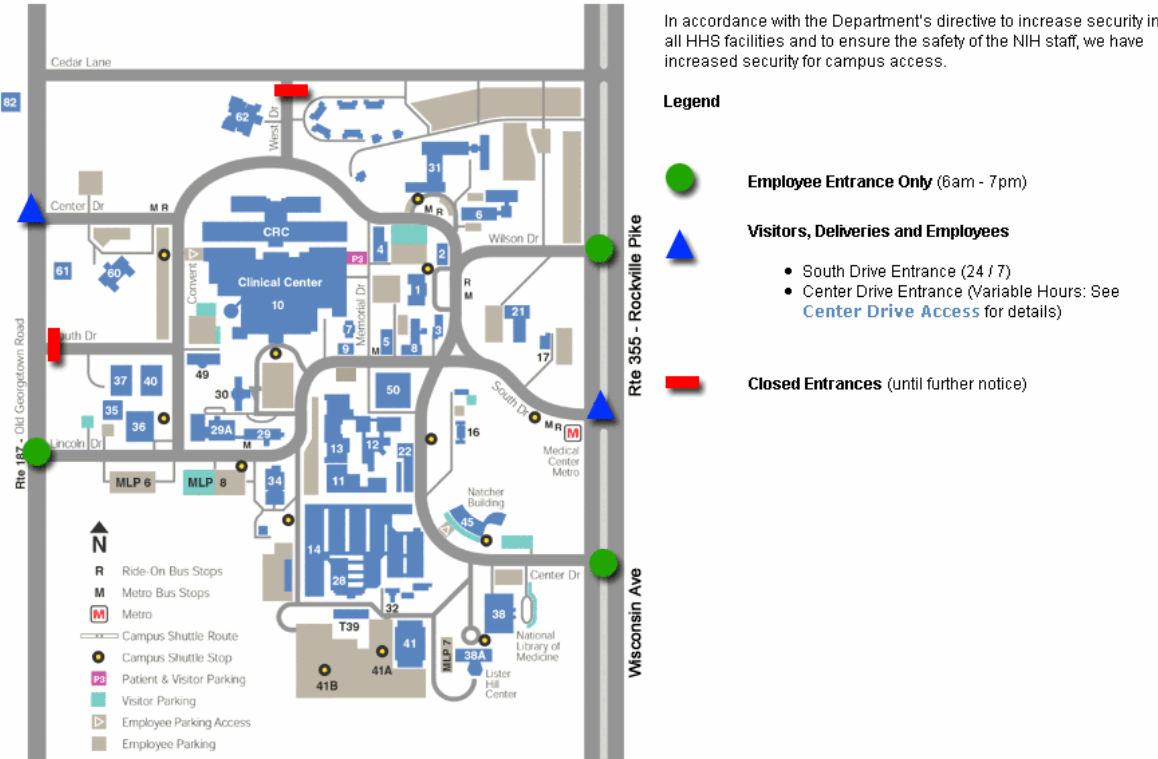 In accordance with the Department's directive to increase security in
all HHS facilities and to ensure the safety of the NIH staff, we have
increased security for campus access.
Legend
Employee Entrance Only (6am - 7pm)
Visitors, Deliveries and Employees
South Drive Entrance (24 / 7)
Center Drive Entrance (Variable Hours: See
Center Drive Access for details)
Closed Entrances (until further notice)
Cedar Lane
82
62
West Dr
31
Center Dr
M R
M R
6
CRC
Wilson Dr
4
P3
2
61
60
Convent
Clinical Center
10
R
M
1
Memorial Dr
21
Rte 355 - Rockville Pike
7
3
outh Dr
9
M
5
8
17
49
37
40
30
50
South Dr
35
36
29A
29
M
16
M R
M
Medical
Center
Metro
Lincoln Dr
13
12
22
Rte 187 - Old Georgetown Road
MLP 6
MLP 8
34
11
Natcher
Building
45
N
14
28
Center Dr
R Ride-On Bus Stops
M Metro Bus Stops
32
38
M Metro
T39
National
Library of
Medicine
Campus Shuttle Route
41
MLP 7
Campus Shuttle Stop
38A
41A
Wisconsin Ave
P3 Patient & Visitor Parking
41B
Lister
Hill
Center
Visitor Parking
Employee Parking Access
Employee Parking